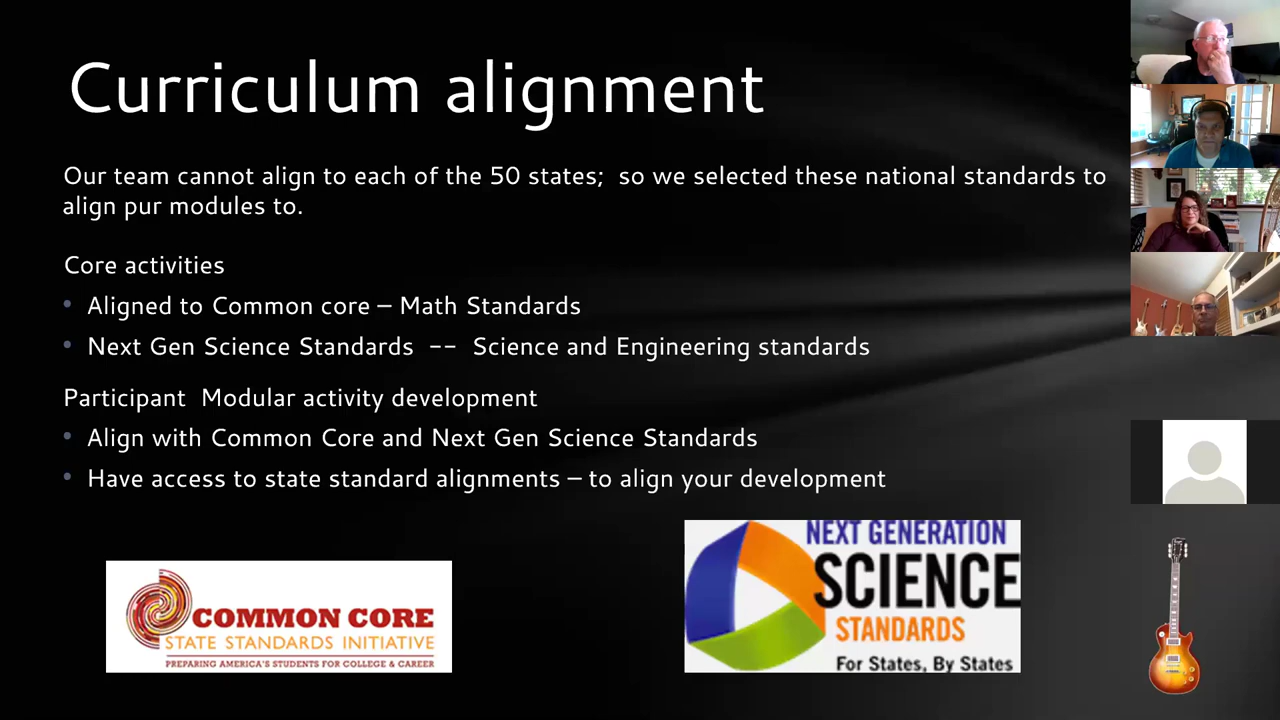 Curriculum alignment
Our team cannot align to each of the 50 states;  so we selected these national standards to
align pur modules to.
Core activities
• Aligned to Common core – Math Standards
• Next Gen Science Standards  --  Science and Engineering standards
Participant  Modular activity development
• Align with Common Core and Next Gen Science Standards
• Have access to state standard alignments – to align your development
COMMON CORE
STATE STANDARDS INITIATIVE
PREPARING AMERICA'S STUDENTS FOR COLLEGE & CAREER
NEXT GENERATION
SCIENCE
STANDARDS
For States, By States